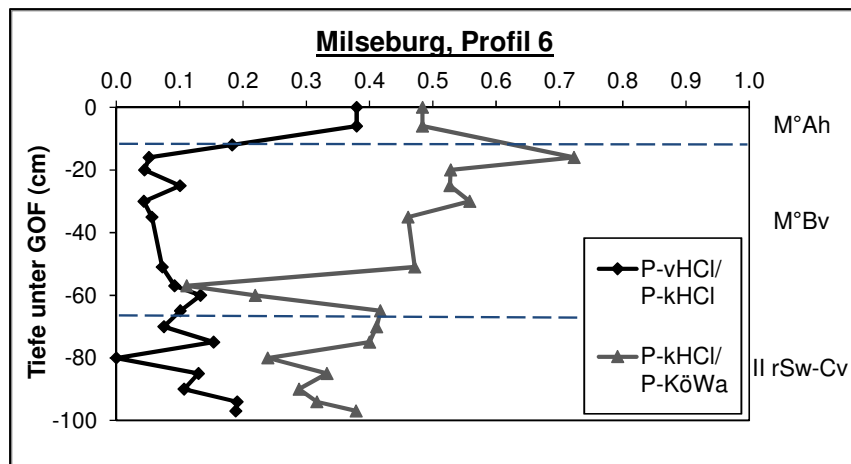 Milseburg, Profil 6
0.0 0.1 0.2 0.3 0.4 0.5 0.6 0.7 0.8 0.9 1.0
Tiefe unter GOF (cm)
0
-20
-40
-60
-80
-100
M°Ah
M°Bv
II rSw-Cv
P-vHCl/
P-kHCl
P-kHCl/
P-KöWa